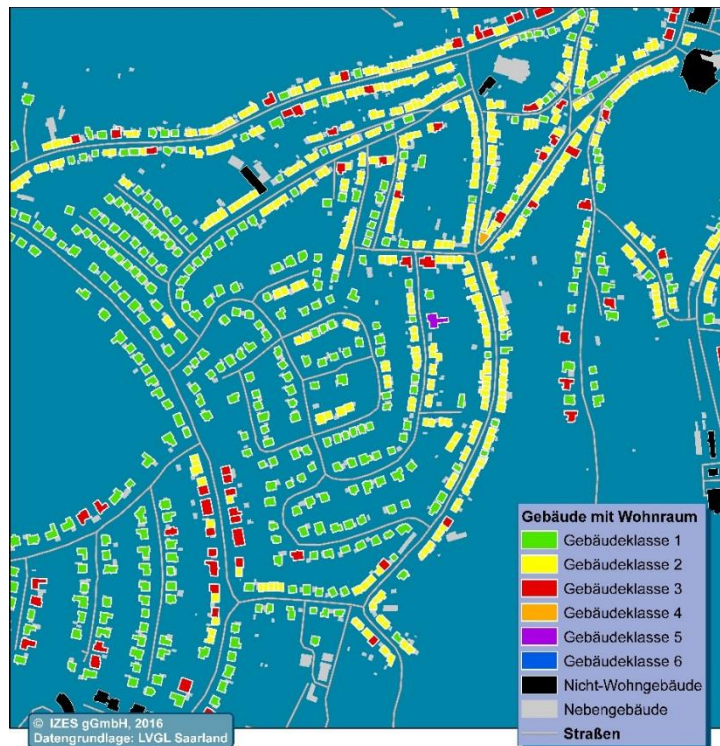 Gebäude mit Wohnraum
Gebäudeklasse 1
Gebäudeklasse 2
Gebäudeklasse 3
Gebäudeklasse 4
Gebäudeklasse 5
Gebäudeklasse 6
Nicht-Wohngebäude
Nebengebäude
Straßen
© IZES gGmbH, 2016
Datengrundlage: LVGL Saarland